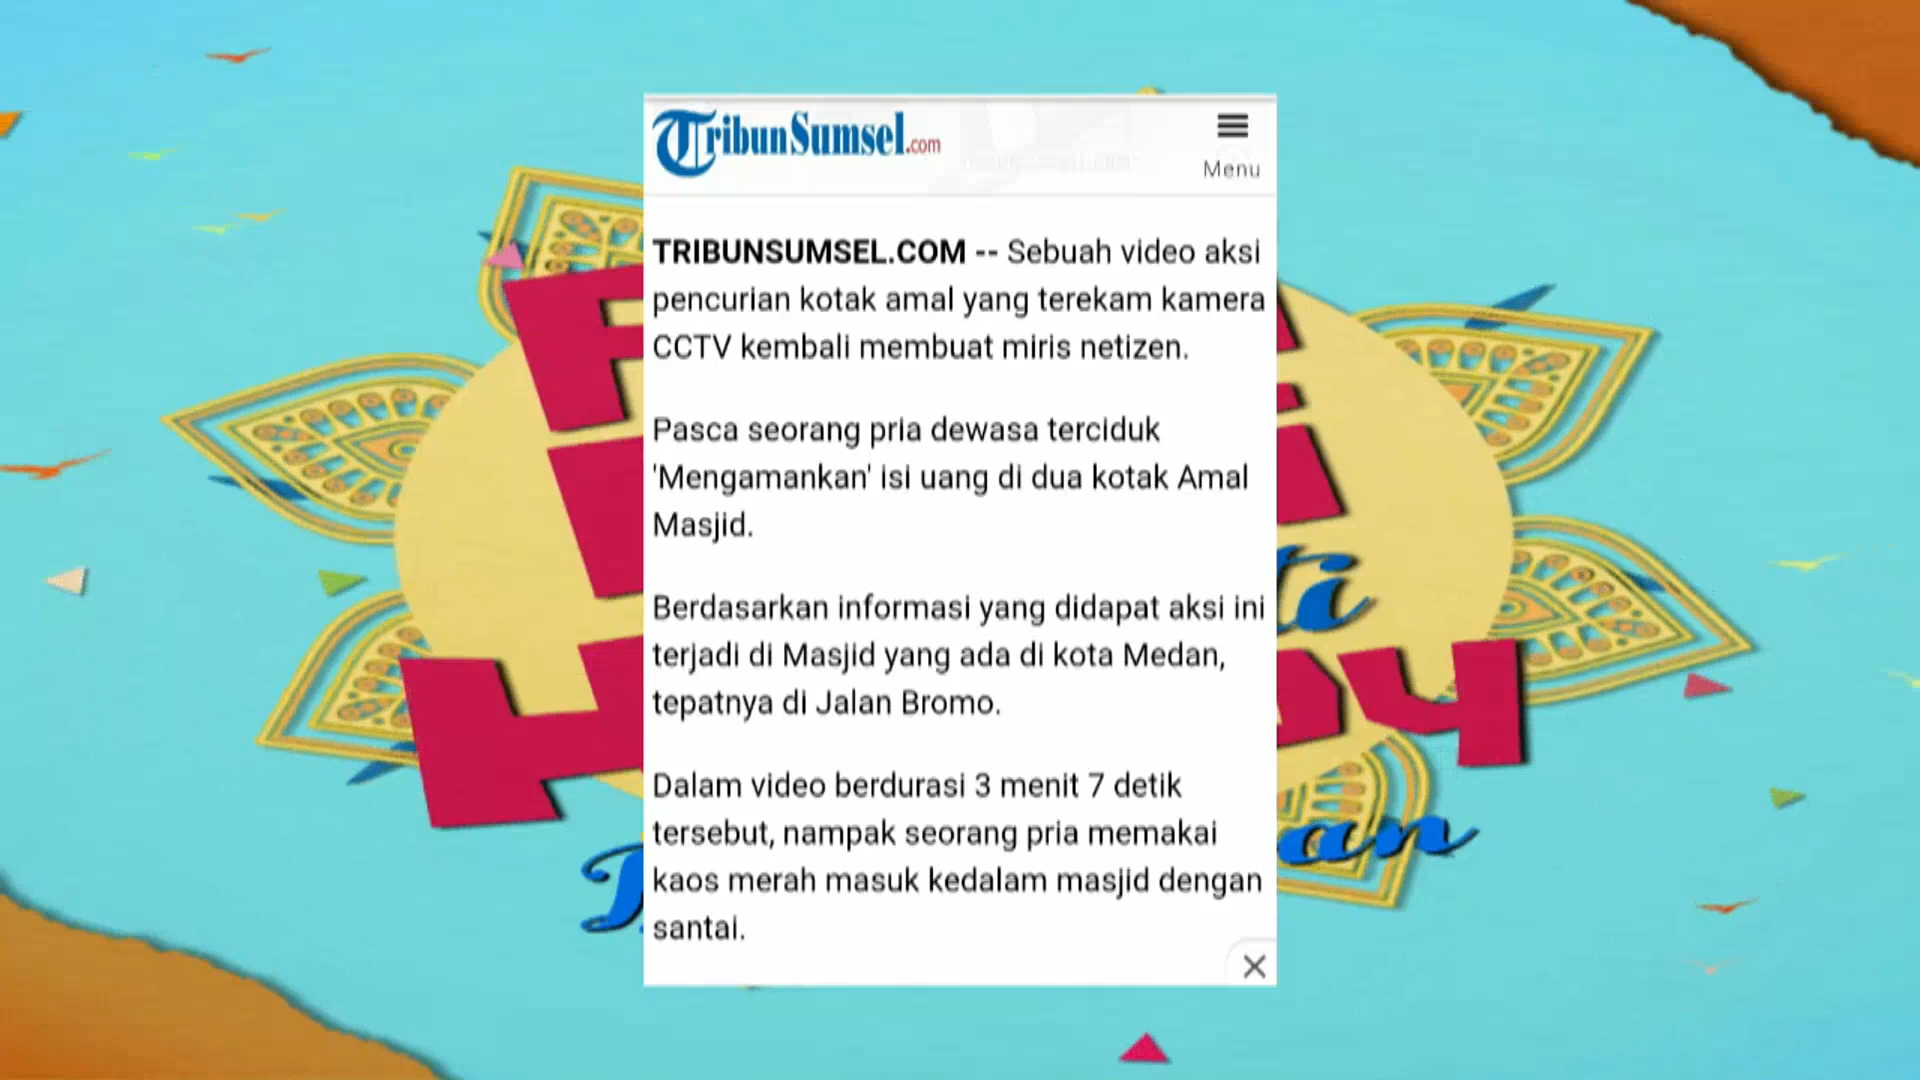 TribunSumsel.com
Menu
TRIBUNSUMSEL.COM -- Sebuah video aksi
pencurian kotak amal yang terekam kamera
CCTV kembali membuat miris netizen.
Pasca seorang pria dewasa terciduk
'Mengamankan' isi uang di dua kotak Amal
Masjid.
Berdasarkan informasi yang didapat aksi ini
terjadi di Masjid yang ada di kota Medan,
tepatnya di Jalan Bromo.
Dalam video berdurasi 3 menit 7 detik
tersebut, nampak seorang pria memakai
kaos merah masuk kedalam masjid dengan
santai.